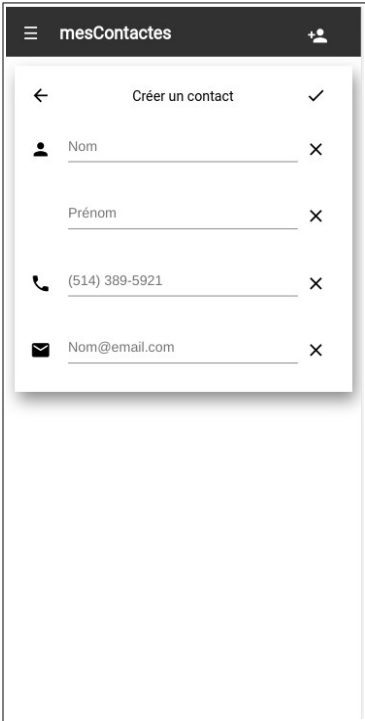 mesContactes
Créer un contact
Nom
Prénom
(514) 389-5921
Nom@email.com